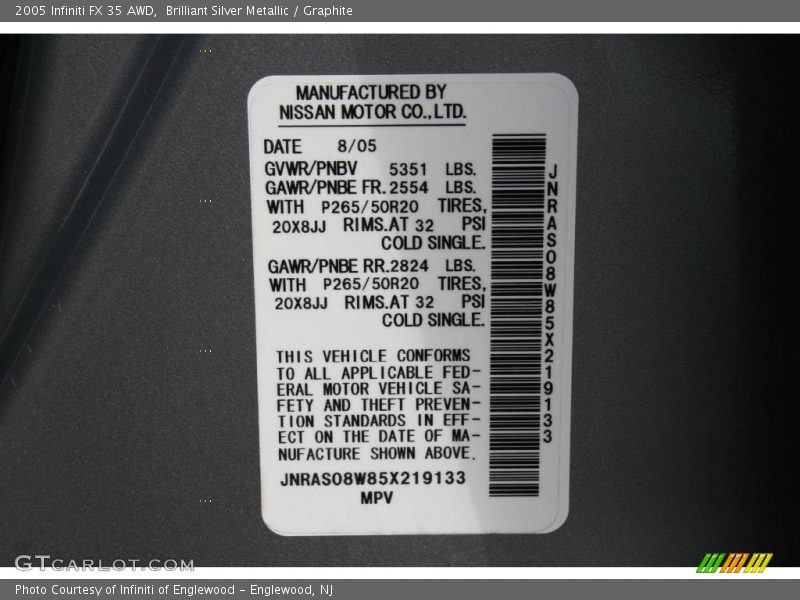 2005 Infiniti FX 35 AWD,  Brilliant Silver Metallic / Graphite
MANUFACTURED BY
NISSAN MOTOR CO.,LTD.
DATE 8/05
GVWR/PNBV 5351 LBS.
GAWR/PNBE FR. 2554 LBS.
WITH P265/50R20 TIRES,
20X8JJ RIMS.AT 32 PSI
COLD SINGLE.
GAWR/PNBE RR. 2824 LBS.
WITH P265/50R20 TIRES,
20X8JJ RIMS.AT 32 PSI
COLD SINGLE.
THIS VEHICLE CONFORMS
TO ALL APPLICABLE FED-
ERAL MOTOR VEHICLE SA-
FETY AND THEFT PREVEN-
TION STANDARDS IN EFF-
ECT ON THE DATE OF MA-
NUFACTURE SHOWN ABOVE.
JNRAS08W85X219133
MPV
JNRAS08W85X219133
GTCARLOT.COM
Photo Courtesy of Infiniti of Englewood - Englewood, NJ